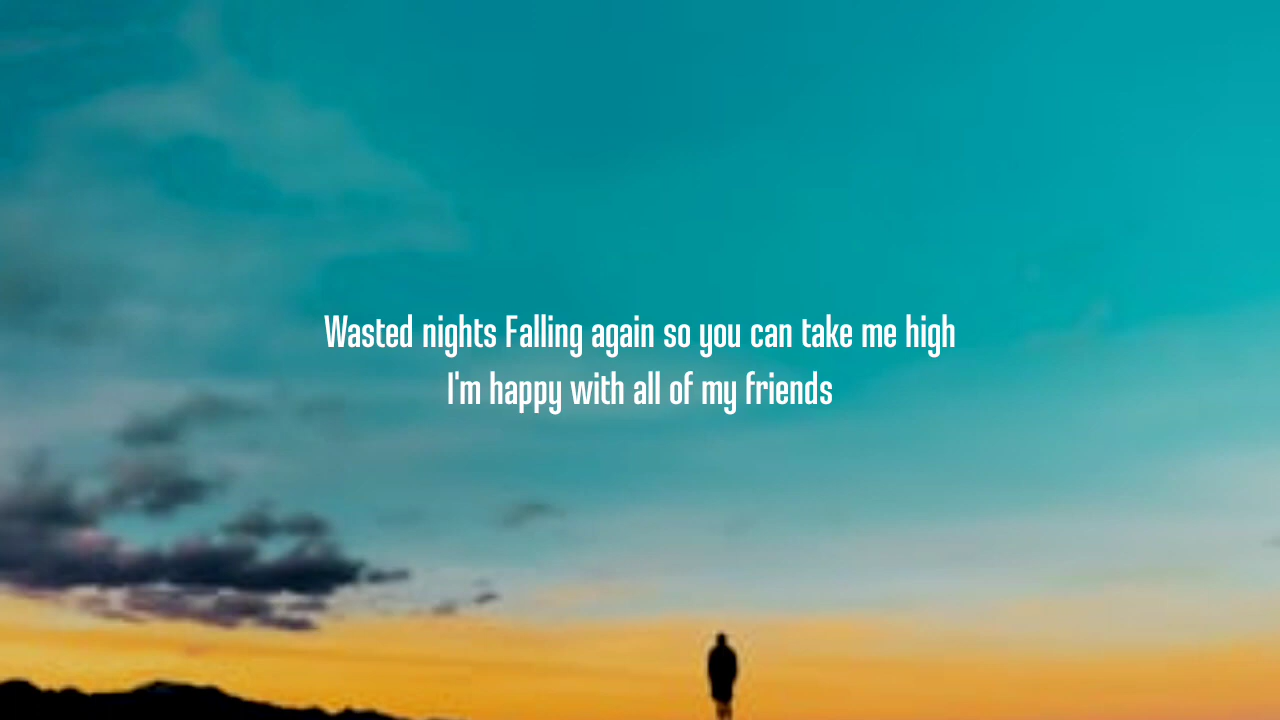 Wasted nights Falling again so you can take me high
I'm happy with all of my friends